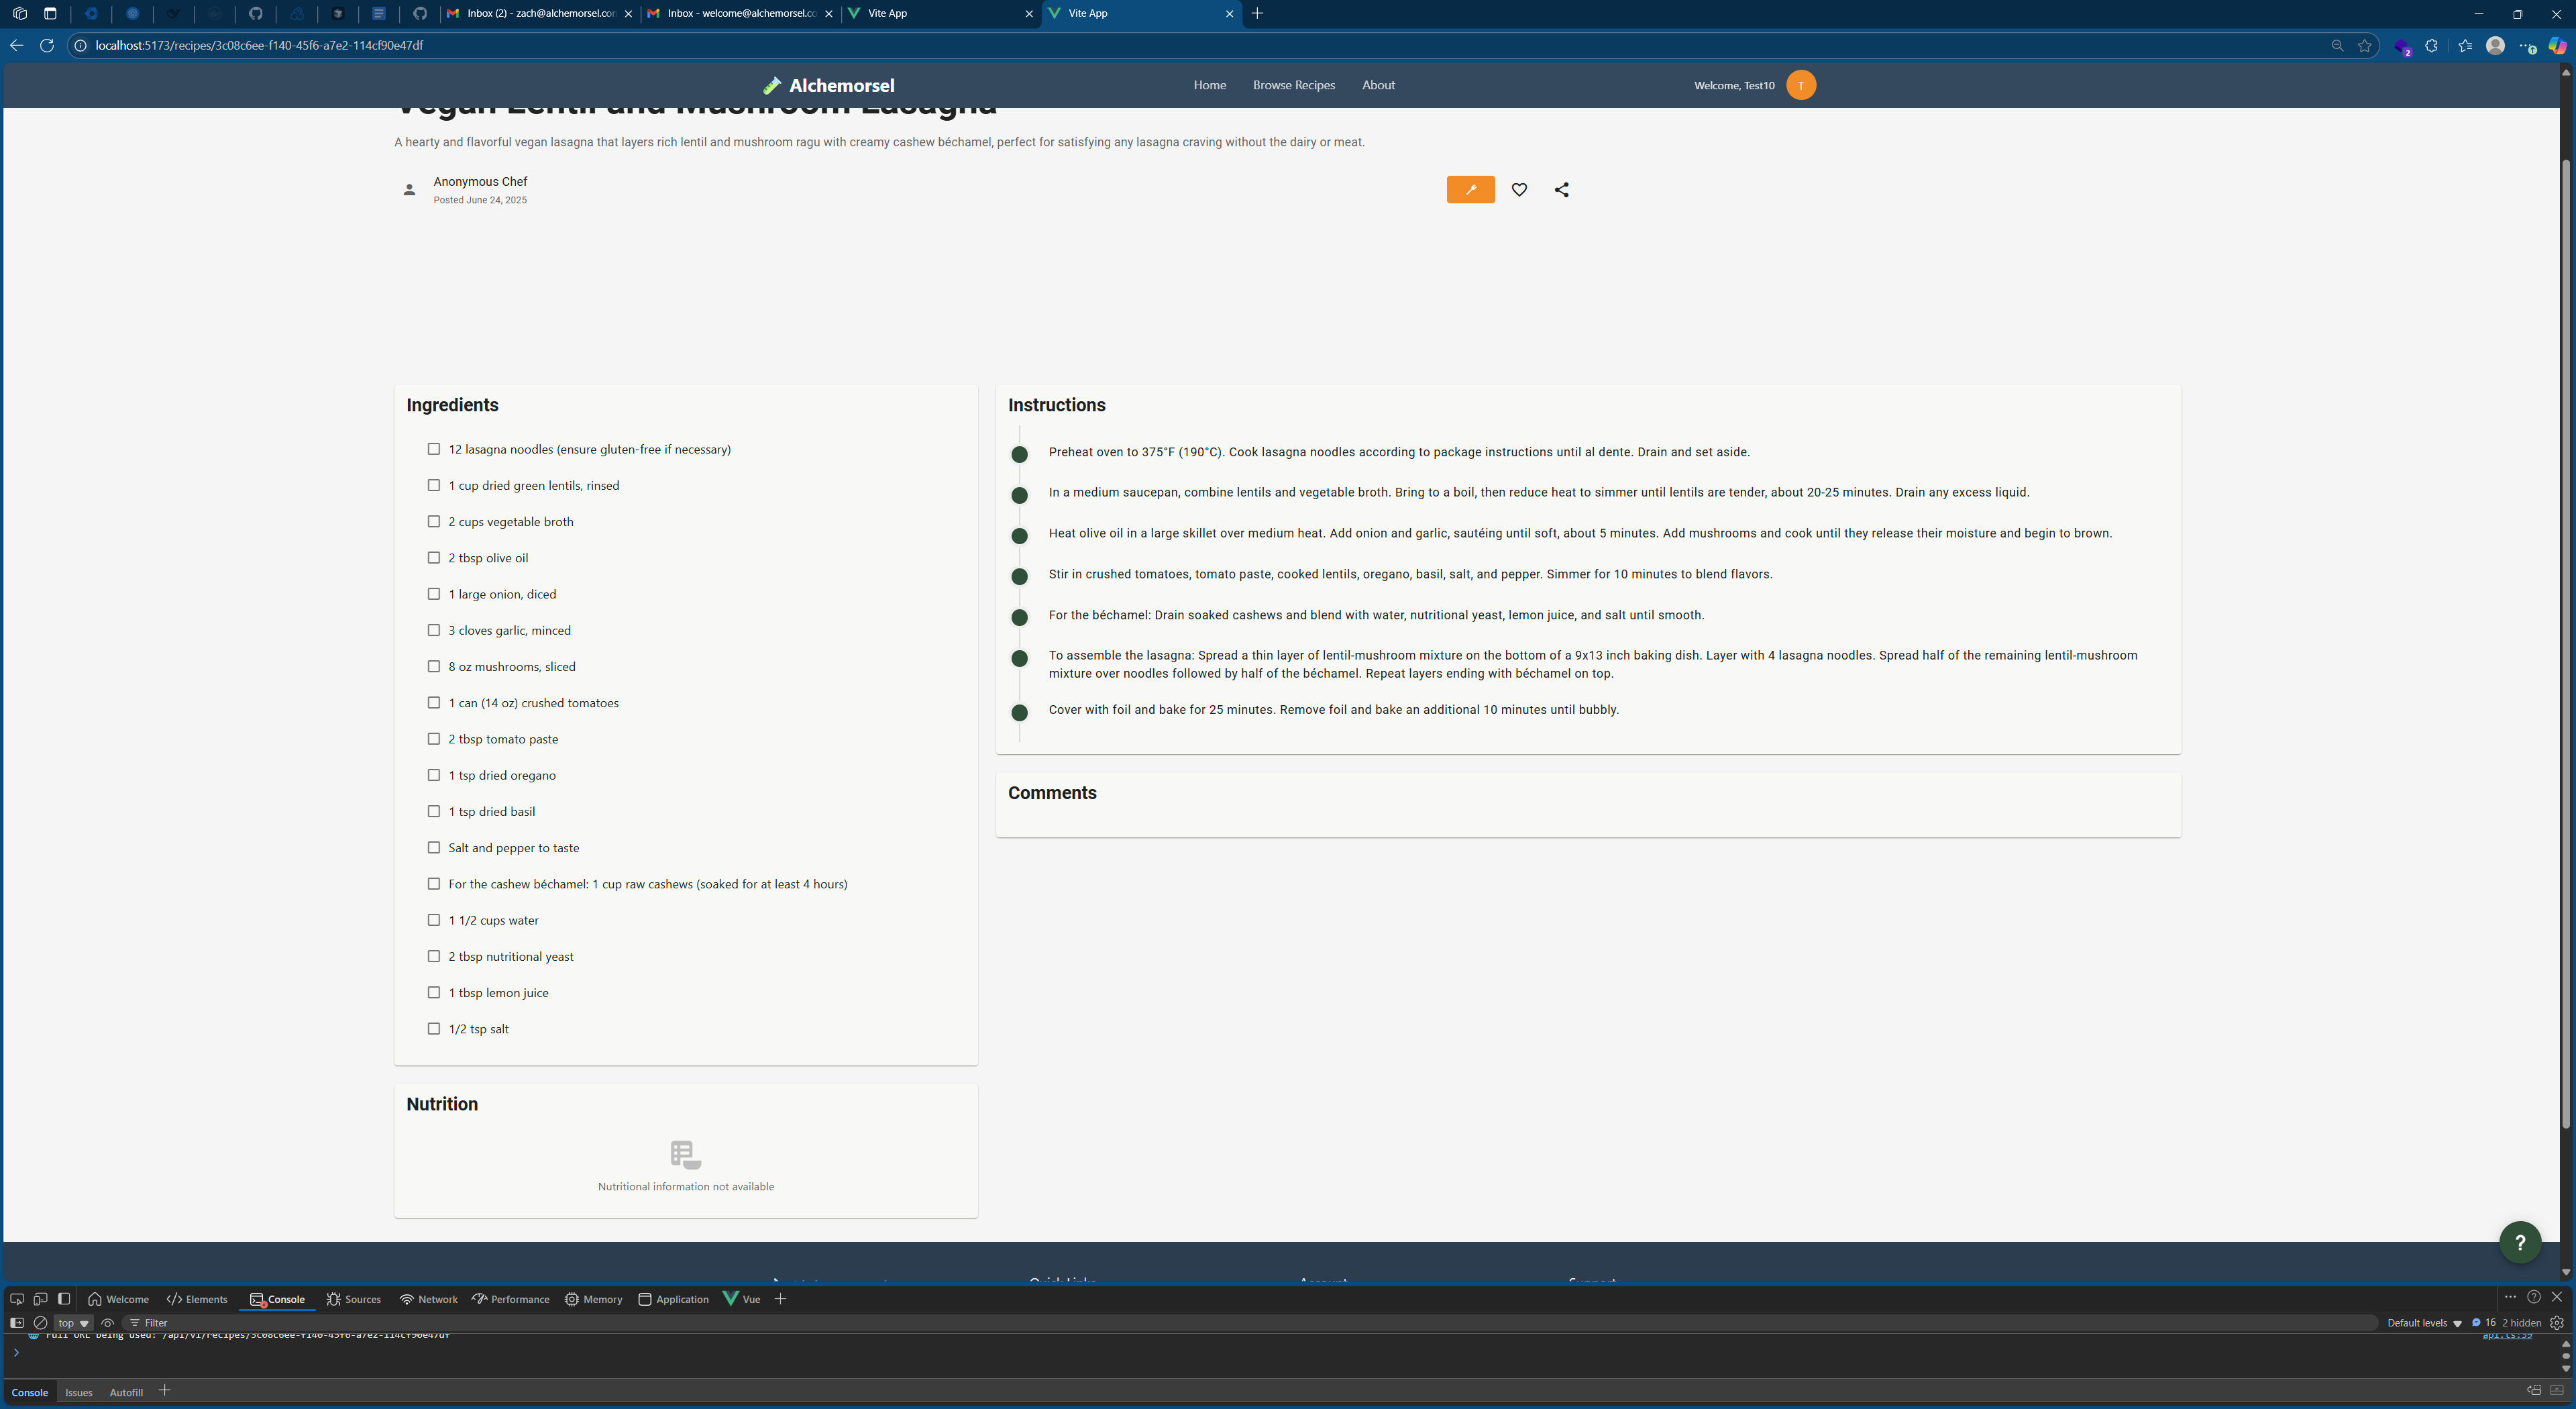 Inbox (2) - zach@alchemorsel.con
Inbox - welcome@alchemorsel.co
Vite App
Vite App
localhost:5173/recipes/3c08c6ee-f140-45f6-a7e2-114cf90e47df
2
Alchemorsel
Home
Browse Recipes
About
Welcome, Test10
T
Vegan Lentil and Mushroom Lasagna
A hearty and flavorful vegan lasagna that layers rich lentil and mushroom ragu with creamy cashew béchamel, perfect for satisfying any lasagna craving without the dairy or meat.
Anonymous Chef
Posted June 24, 2025
Ingredients
12 lasagna noodles (ensure gluten-free if necessary)
1 cup dried green lentils, rinsed
2 cups vegetable broth
2 tbsp olive oil
1 large onion, diced
3 cloves garlic, minced
8 oz mushrooms, sliced
1 can (14 oz) crushed tomatoes
2 tbsp tomato paste
1 tsp dried oregano
1 tsp dried basil
Salt and pepper to taste
For the cashew béchamel: 1 cup raw cashews (soaked for at least 4 hours)
1 1/2 cups water
2 tbsp nutritional yeast
1 tbsp lemon juice
1/2 tsp salt
Nutrition
Nutritional information not available
Instructions
Preheat oven to 375°F (190°C). Cook lasagna noodles according to package instructions until al dente. Drain and set aside.
In a medium saucepan, combine lentils and vegetable broth. Bring to a boil, then reduce heat to simmer until lentils are tender, about 20-25 minutes. Drain any excess liquid.
Heat olive oil in a large skillet over medium heat. Add onion and garlic, sautéing until soft, about 5 minutes. Add mushrooms and cook until they release their moisture and begin to brown.
Stir in crushed tomatoes, tomato paste, cooked lentils, oregano, basil, salt, and pepper. Simmer for 10 minutes to blend flavors.
For the béchamel: Drain soaked cashews and blend with water, nutritional yeast, lemon juice, and salt until smooth.
To assemble the lasagna: Spread a thin layer of lentil-mushroom mixture on the bottom of a 9x13 inch baking dish. Layer with 4 lasagna noodles. Spread half of the remaining lentil-mushroom
mixture over noodles followed by half of the béchamel. Repeat layers ending with béchamel on top.
Cover with foil and bake for 25 minutes. Remove foil and bake an additional 10 minutes until bubbly.
Comments
?
Quick Links
Account
Support
Welcome
Elements
Console
Sources
Network
Performance
Memory
Application
Vue
top
Filter
Default levels
16
2 hidden
Full URL being used: /api/v1/recipes/3c08c6ee-f140-45f6-a7e2-114cf90e47df
api.ts:59
Console
Issues
Autofill